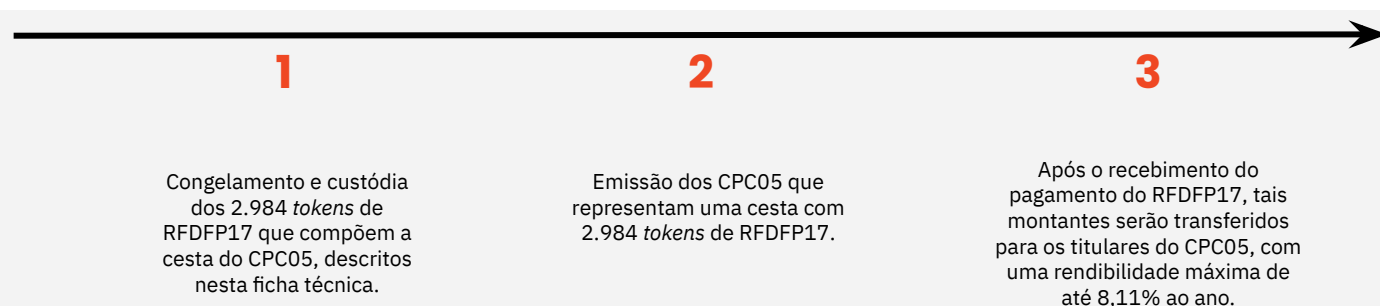 1
Congelamento e custódia
dos 2.984 tokens de
RFDFP17 que compõem a
cesta do CPC05, descritos
nesta ficha técnica.
2
Emissão dos CPC05 que
representam uma cesta com
2.984 tokens de RFDFP17.
3
Após o recebimento do
pagamento do RFDFP17, tais
montantes serão transferidos
para os titulares do CPC05, com
uma rendibilidade máxima de
até 8,11% ao ano.